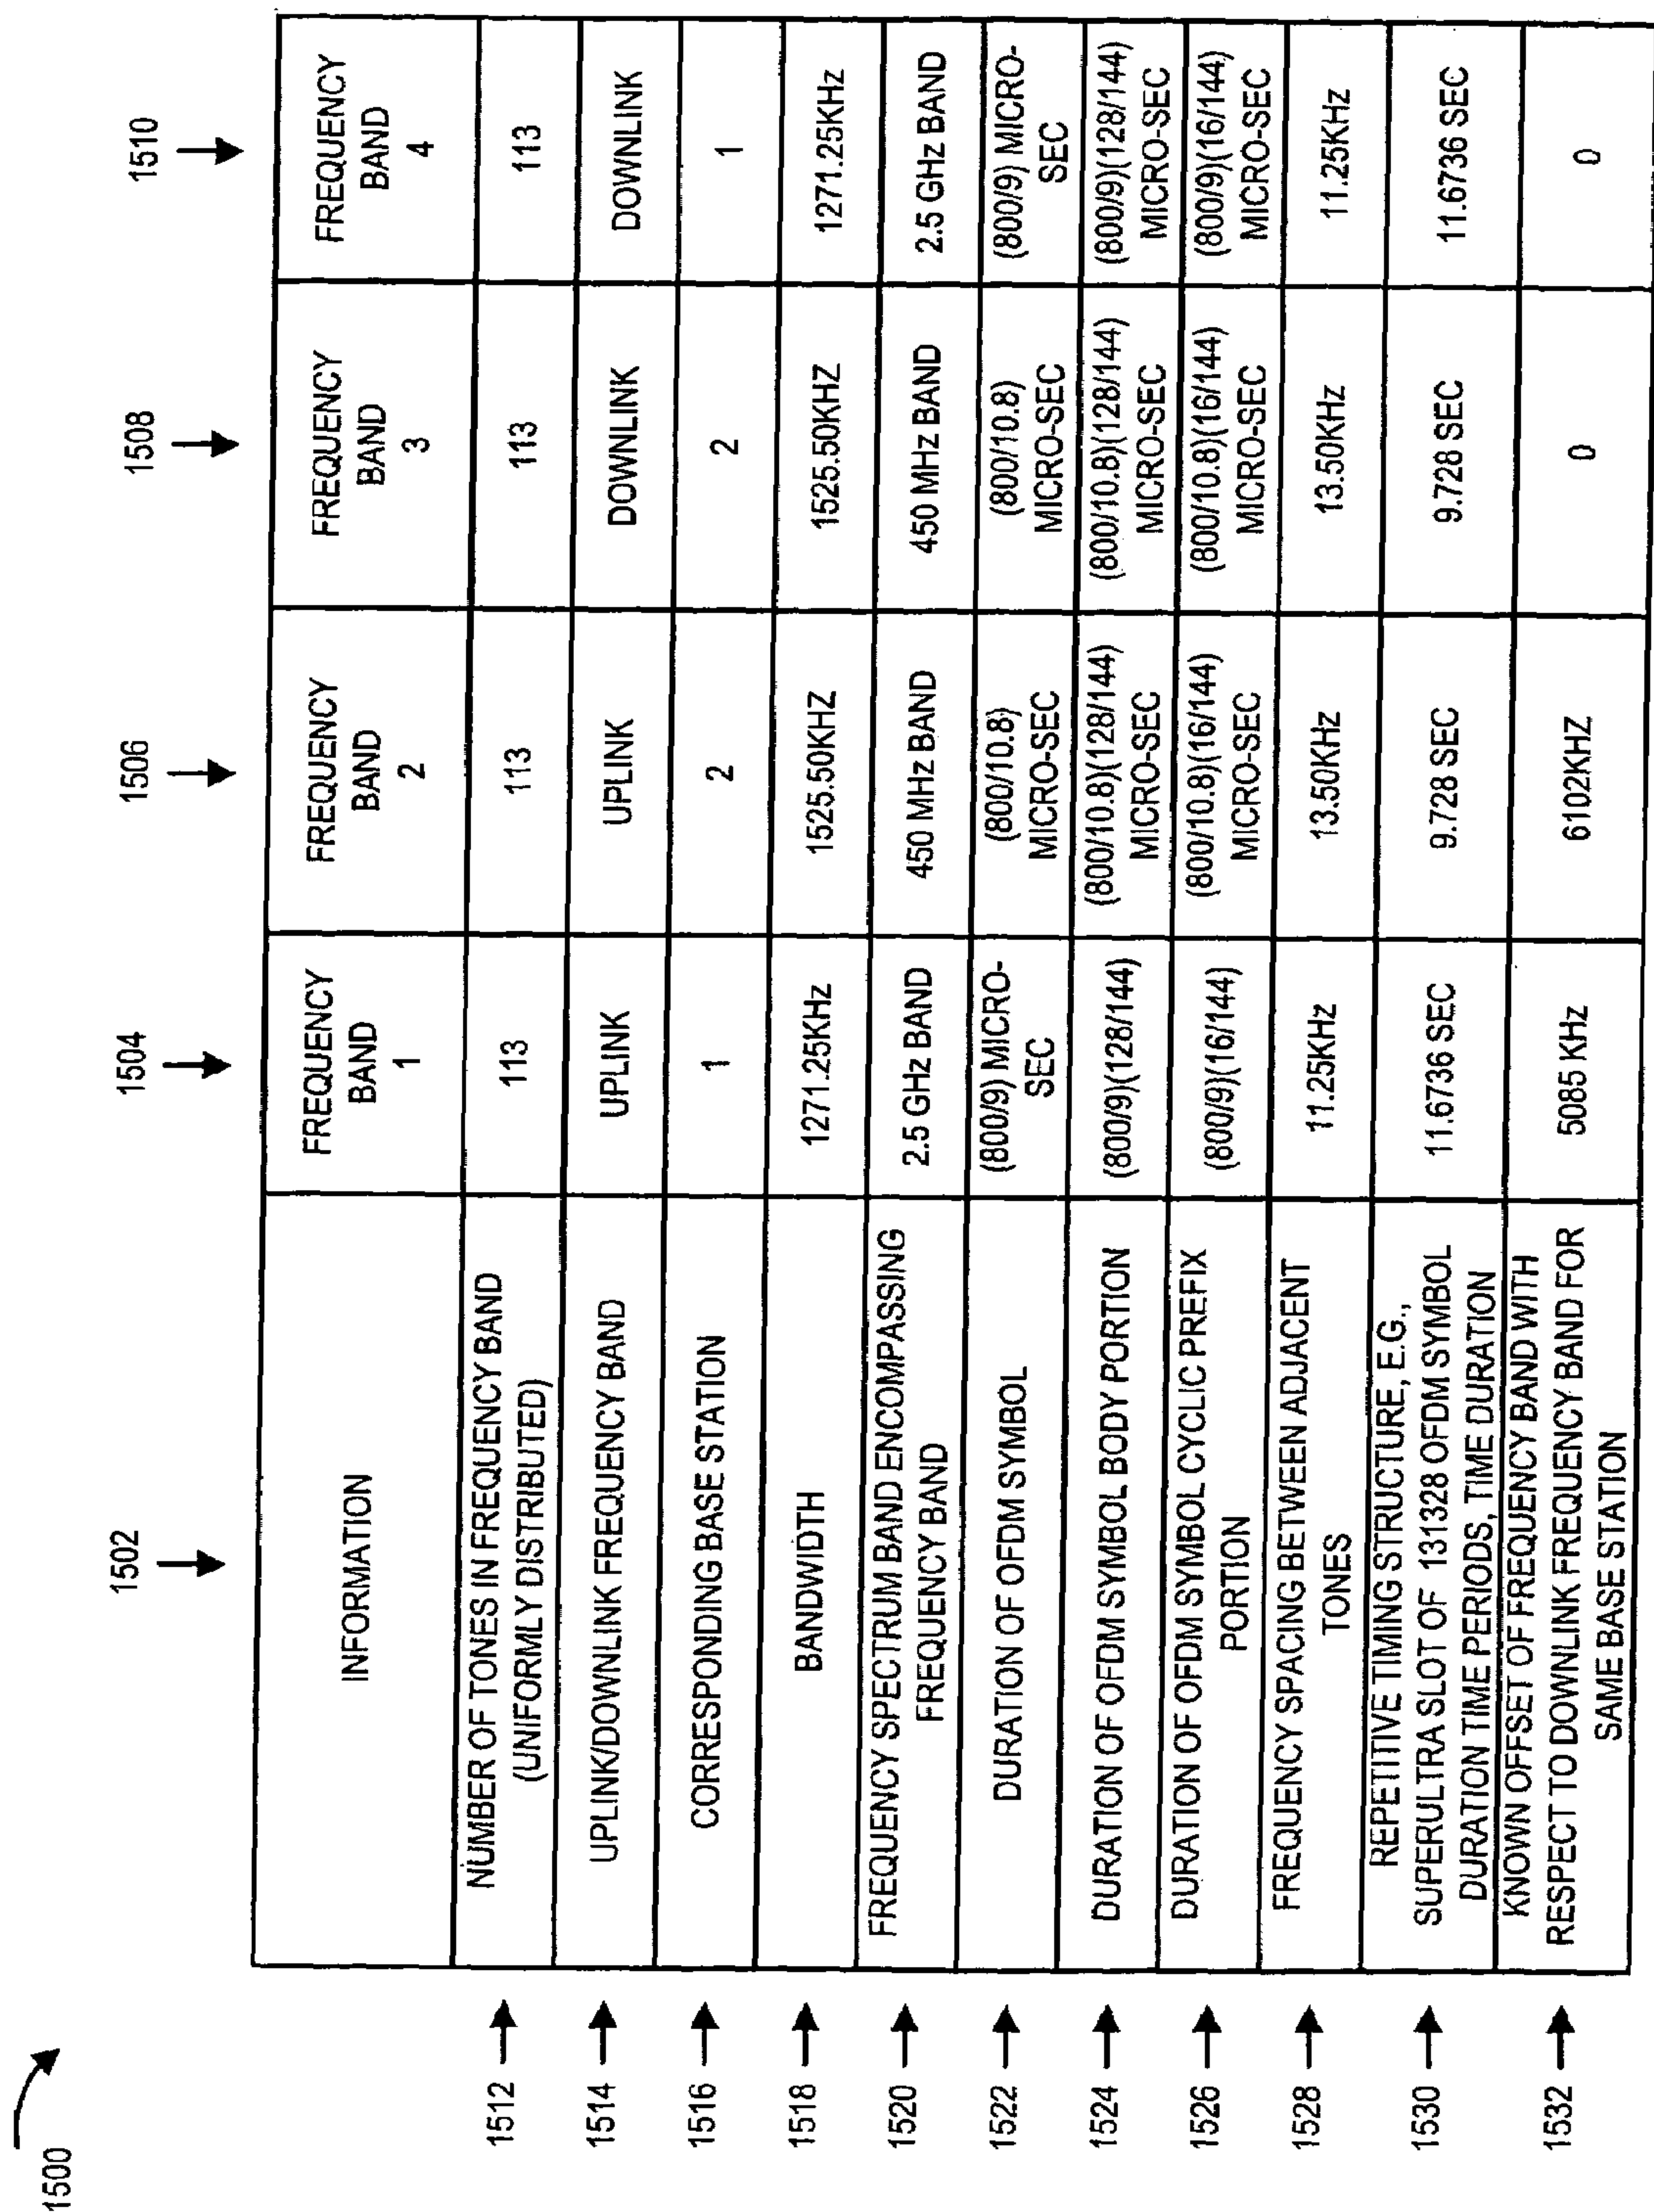 1500
1502
1504
1506
1508
1510
INFORMATION
FREQUENCY
BAND
1
FREQUENCY
BAND
2
FREQUENCY
BAND
3
FREQUENCY
BAND
4
1512
NUMBER OF TONES IN FREQUENCY BAND
(UNIFORMLY DISTRIBUTED)
113
113
113
113
1514
UPLINK/DOWNLINK FREQUENCY BAND
UPLINK
UPLINK
DOWNLINK
DOWNLINK
1516
CORRESPONDING BASE STATION
1
2
2
1
1518
BANDWIDTH
1271.25KHz
1525.50KHZ
1525.50KHZ
1271.25KHz
1520
FREQUENCY SPECTRUM BAND ENCOMPASSING
FREQUENCY BAND
2.5 GHz BAND
450 MHz BAND
450 MHz BAND
2.5 GHz BAND
1522
DURATION OF OFDM SYMBOL
(800/9) MICRO-
SEC
(800/10.8)
MICRO-SEC
(800/10.8)
MICRO-SEC
(800/9) MICRO-
SEC
1524
DURATION OF OFDM SYMBOL BODY PORTION
(800/9)(128/144)
(800/10.8)(128/144)
MICRO-SEC
(800/10.8)(128/144)
MICRO-SEC
(800/9)(128/144)
MICRO-SEC
1526
DURATION OF OFDM SYMBOL CYCLIC PREFIX
PORTION
(800/9)(16/144)
(800/10.8)(16/144)
MICRO-SEC
(800/10.8)(16/144)
MICRO-SEC
(800/9)(16/144)
MICRO-SEC
1528
FREQUENCY SPACING BETWEEN ADJACENT
TONES
11.25KHz
13.50KHz
13.50KHz
11.25KHz
1530
REPETITIVE TIMING STRUCTURE, E.G.,
SUPERULTRA SLOT OF 131328 OFDM SYMBOL
DURATION TIME PERIODS, TIME DURATION
11.6736 SEC
9.728 SEC
9.728 SEC
11.6736 SEC
1532
KNOWN OFFSET OF FREQUENCY BAND WITH
RESPECT TO DOWNLINK FREQUENCY BAND FOR
SAME BASE STATION
5085 KHz
6102KHZ
0
0